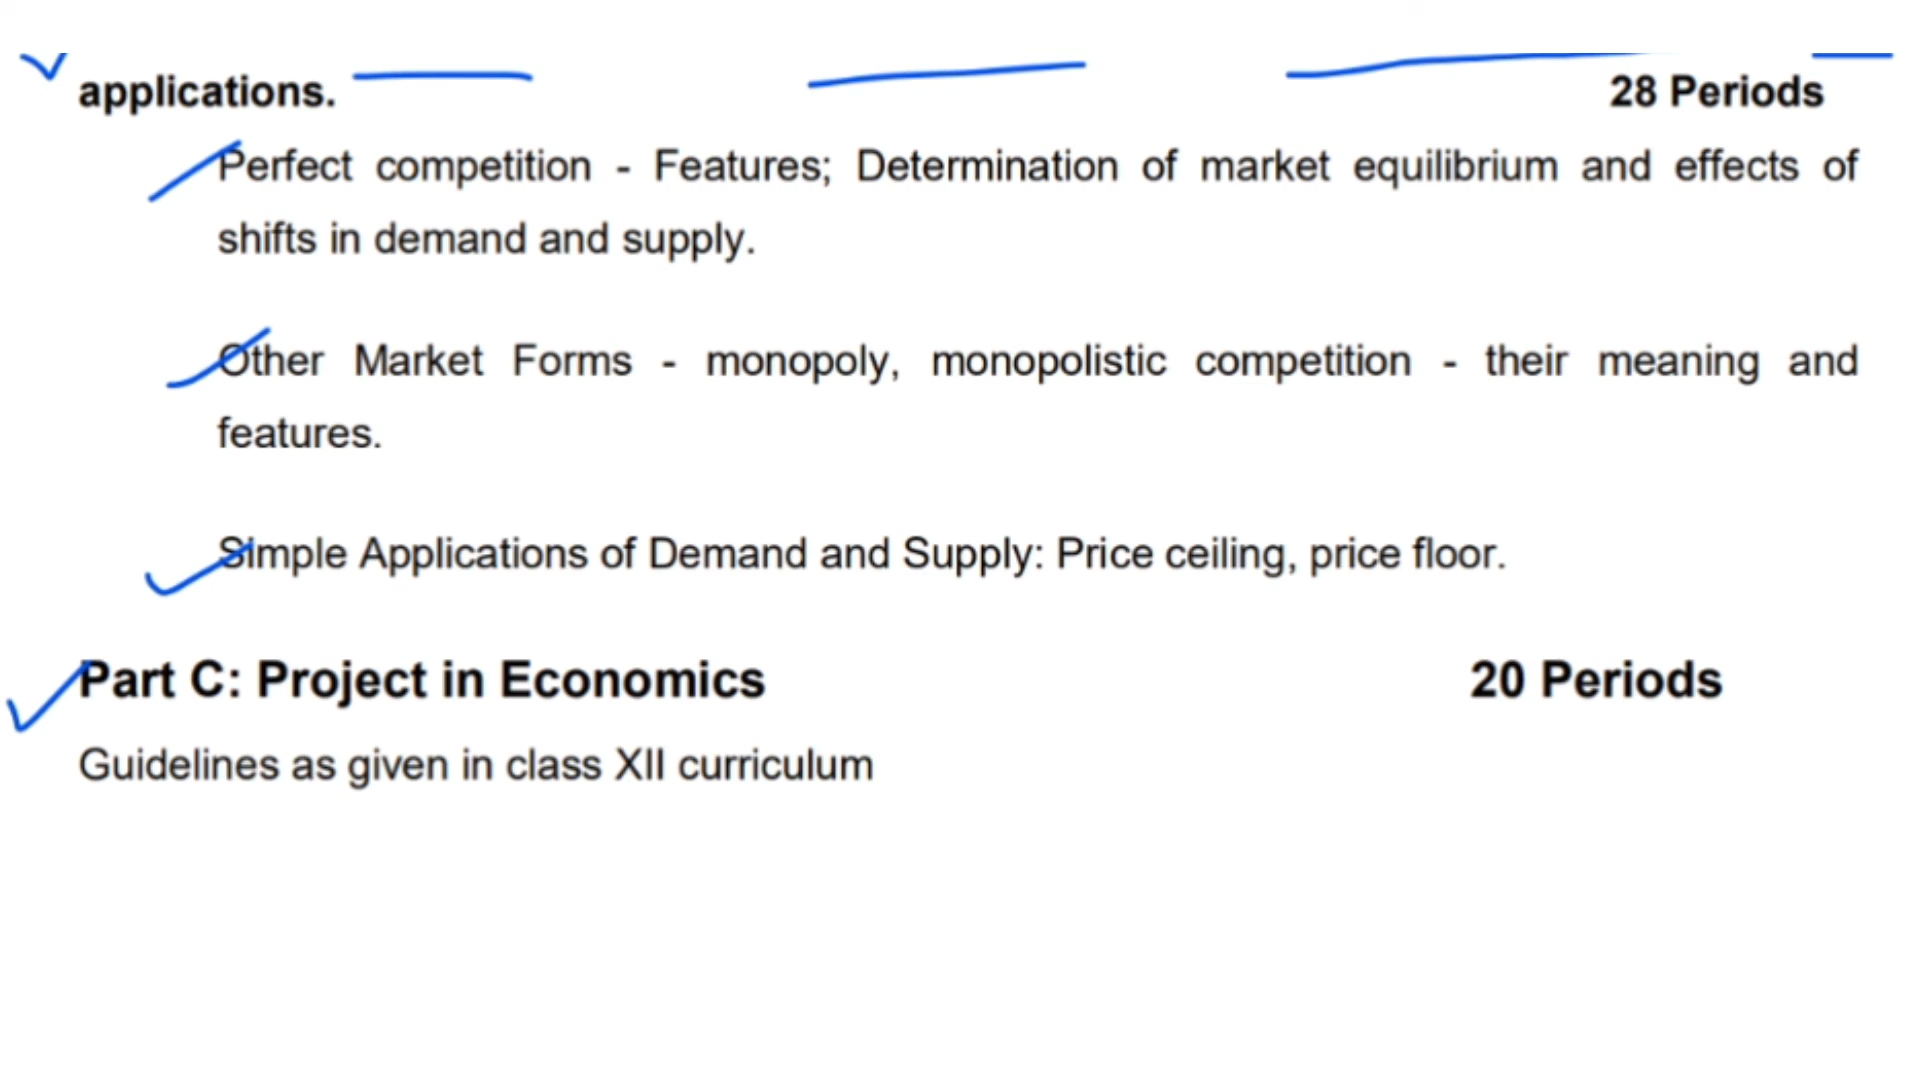 applications. 28 Periods
Perfect competition - Features; Determination of market equilibrium and effects of
shifts in demand and supply.
Other Market Forms - monopoly, monopolistic competition - their meaning and
features.
Simple Applications of Demand and Supply: Price ceiling, price floor.
Part C: Project in Economics 20 Periods
Guidelines as given in class XII curriculum